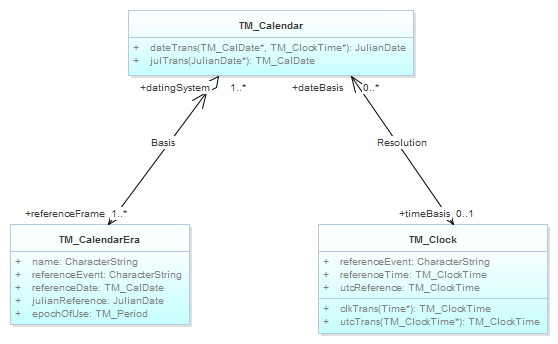 TM_Calendar
+ dateTrans(TM_CalDate*, TM_ClockTime*): JulianDate
+ julTrans(JulianDate*): TM_CalDate
+datingSystem 1..* +dateBasis 0..*
Basis Resolution
+referenceFrame 1..* +timeBasis 0..1
TM_CalendarEra
+ name: CharacterString
+ referenceEvent: CharacterString
+ referenceDate: TM_CalDate
+ julianReference: JulianDate
+ epochOfUse: TM_Period
TM_Clock
+ referenceEvent: CharacterString
+ referenceTime: TM_ClockTime
+ utcReference: TM_ClockTime
+ clkTrans(Time*): TM_ClockTime
+ utcTrans(TM_ClockTime*): TM_ClockTime